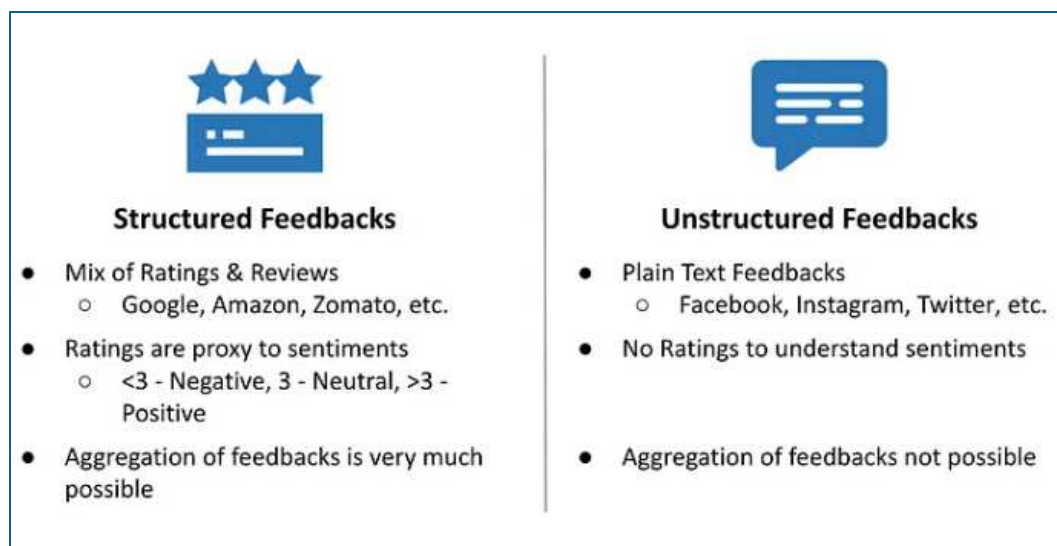 Structured Feedbacks
● Mix of Ratings & Reviews
○ Google, Amazon, Zomato, etc.
● Ratings are proxy to sentiments
○ <3 - Negative, 3 - Neutral, >3 -
Positive
● Aggregation of feedbacks is very much
possible
Unstructured Feedbacks
● Plain Text Feedbacks
○ Facebook, Instagram, Twitter, etc.
● No Ratings to understand sentiments
● Aggregation of feedbacks not possible